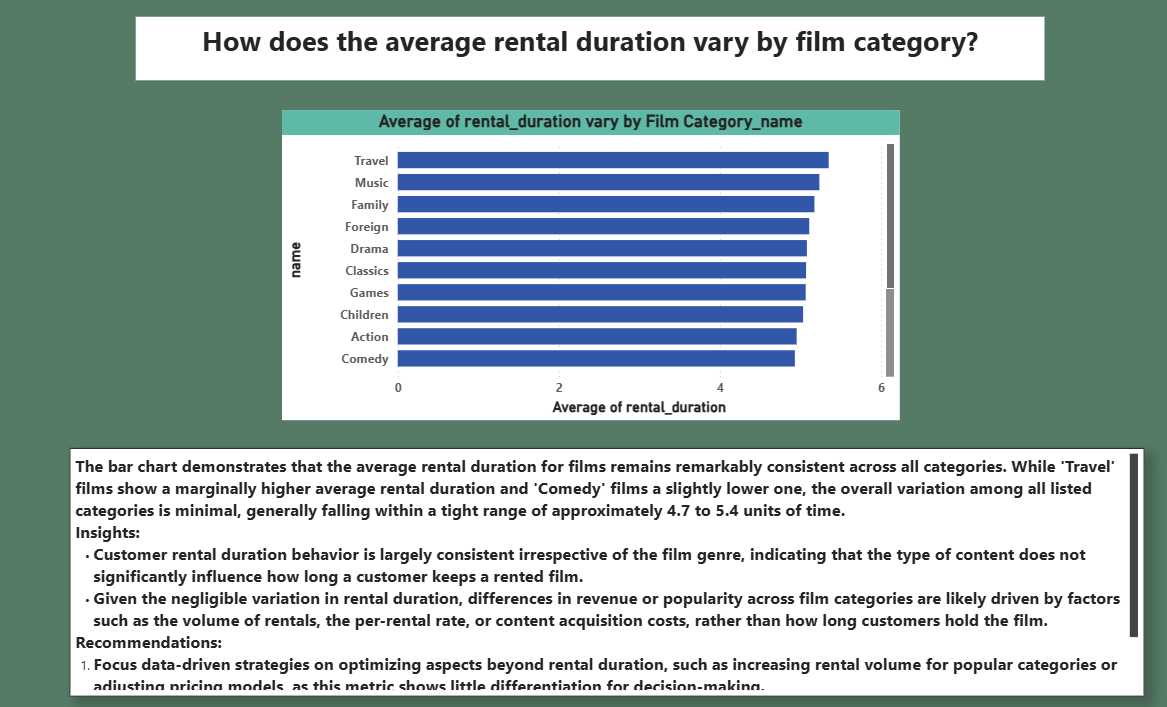 How does the average rental duration vary by film category?
Average of rental_duration vary by Film Category_name
Travel
Music
Family
Foreign
Drama
Classics
Games
Children
Action
Comedy
name
0 2 4 6
Average of rental_duration
The bar chart demonstrates that the average rental duration for films remains remarkably consistent across all categories. While 'Travel'
films show a marginally higher average rental duration and 'Comedy' films a slightly lower one, the overall variation among all listed
categories is minimal, generally falling within a tight range of approximately 4.7 to 5.4 units of time.
Insights:
• Customer rental duration behavior is largely consistent irrespective of the film genre, indicating that the type of content does not
significantly influence how long a customer keeps a rented film.
• Given the negligible variation in rental duration, differences in revenue or popularity across film categories are likely driven by factors
such as the volume of rentals, the per-rental rate, or content acquisition costs, rather than how long customers hold the film.
Recommendations:
1. Focus data-driven strategies on optimizing aspects beyond rental duration, such as increasing rental volume for popular categories or
adjusting pricing models, as this metric shows little differentiation for decision-making.